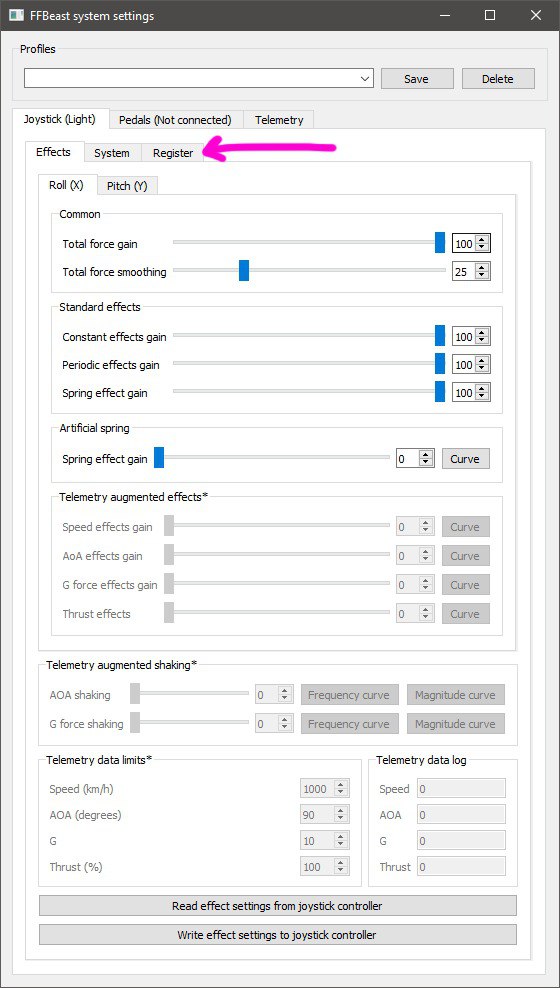 FFBeast system settings
Profiles
Save Delete
Joystick (Light) Pedals (Not connected) Telemetry
Effects System Register
Roll (X) Pitch (Y)
Common
Total force gain 100
Total force smoothing 25
Standard effects
Constant effects gain 100
Periodic effects gain 100
Spring effect gain 100
Artificial spring
Spring effect gain 0 Curve
Telemetry augmented effects*
Speed effects gain 0 Curve
AoA effects gain 0 Curve
G force effects gain 0 Curve
Thrust effects 0 Curve
Telemetry augmented shaking*
AOA shaking 0 Frequency curve Magnitude curve
G force shaking 0 Frequency curve Magnitude curve
Telemetry data limits* Telemetry data log
Speed (km/h) 1000 Speed 0
AOA (degrees) 90 AOA 0
G 10 G 0
Thrust (%) 100 Thrust 0
Read effect settings from joystick controller
Write effect settings to joystick controller